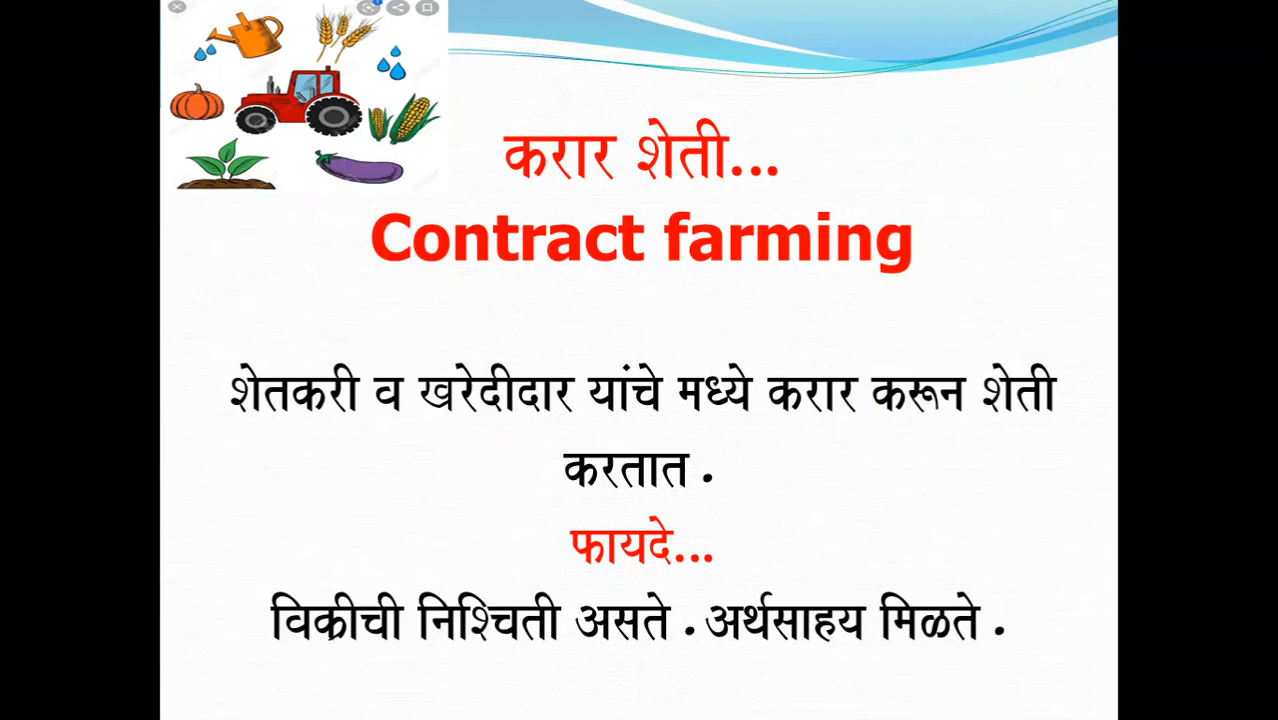 करार शेती...
Contract farming
शेतकरी व खरेदीदार यांचे मध्ये करार करून शेती
करतात .
फायदे...
विक्रीची निश्चिती असते . अर्थसाहय मिळते .